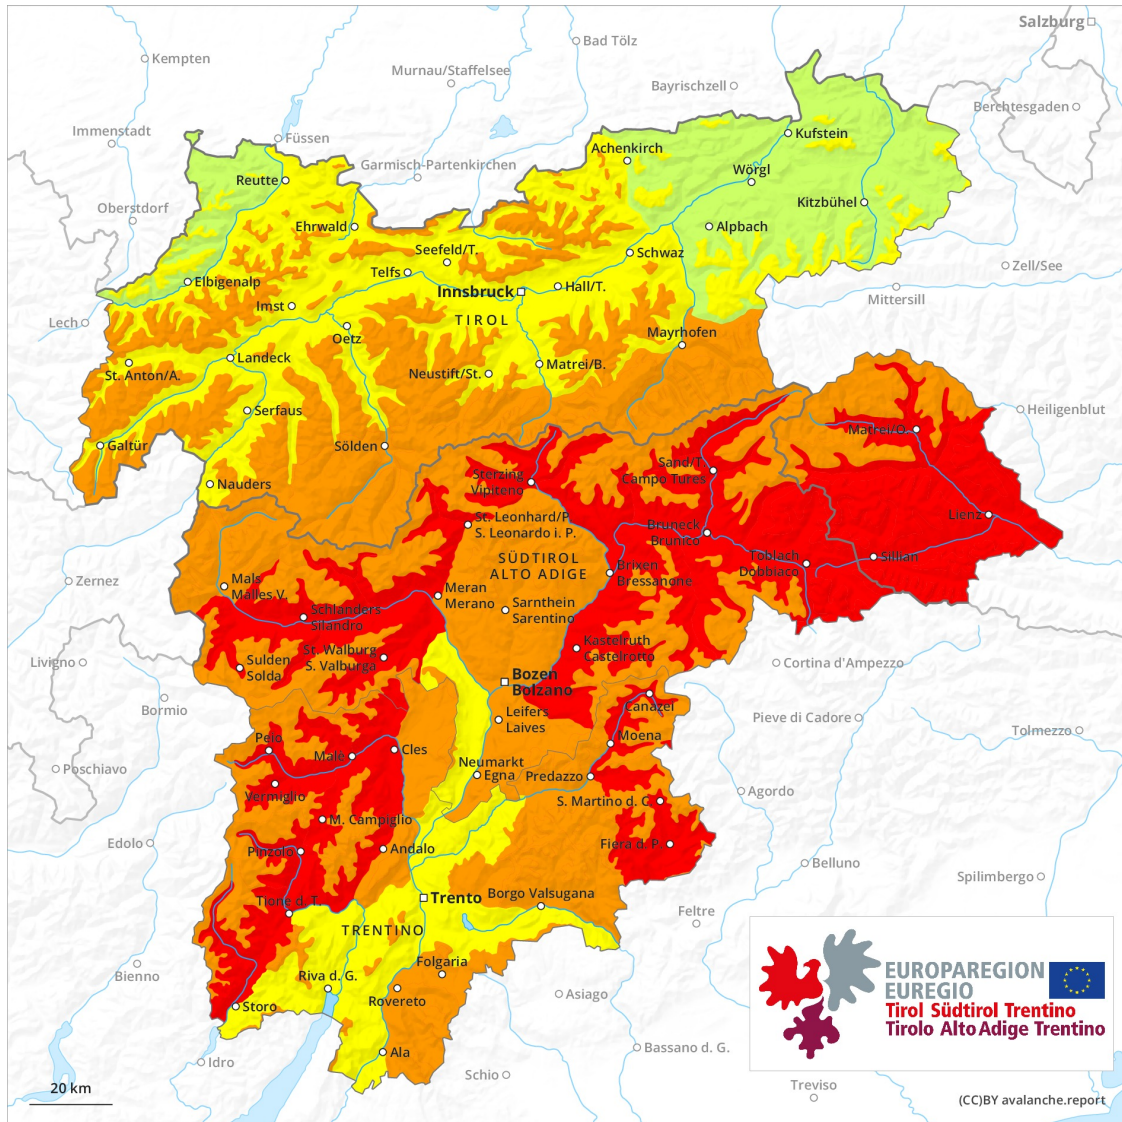 Salzburg
Bad Tölz
Kempten
Murnau/Staffelsee
Bayrischzell
Berchtesgaden
Immenstadt
Füssen
Kufstein
Achenkirch
Garmisch-Partenkirchen
Wörgl
Reutte
Kitzbühel
Oberstdorf
Ehrwald
Alpbach
Seefeld/T.
Schwaz
Zell/See
Telfs
Elbigenalp
Hall/T.
Innsbruck
Mittersill
Imst
TIROL
Lech
Mayrhofen
Oetz
Landeck
Matrei/B.
St. Anton/A.
Neustift/St.
Serfaus
Heiligenblut
Matrei/O.
Galtür
Sölden
Sand/T.
Campo Tures
Sterzing
Vipiteno
Nauders
St. Leonhard/P.
S. Leonardo i. P.
Lienz
Bruneck
Brunico
SÜDTIROL
ALTO ADIGE
Toblach
Dobbiaco
Sillian
Brixen
Bressanone
Zernez
Mals
Malles V.
Meran
Merano
Sarnthein
Sarentino
Schlanders
Silandro
Kastelruth
Castelrotto
St. Walburg
S. Valburga
Livigno
Sulden
Solda
Cortina d'Ampezzo
Bozen
Bolzano
Bormio
Canazei
Leifers
Laives
Pieve di Cadore
Tolmezzo
Peio
Moena
Malè
Cles
Poschiavo
Neumarkt
Egna
Predazzo
Vermiglio
Agordo
S. Martino d. C.
M. Campiglio
Edolo
Pinzolo
Andalo
Fiera d. P.
Belluno
Spilimbergo
Tione d. T.
Trento
Borgo Valsugana
Feltre
TRENTINO
Folgaria
Bienno
Riva d. G.
Rovereto
Storo
Asiago
EUROPAREGION
EUREGIO
Tirol Südtirol Trentino
Tirolo Alto Adige Trentino
Ala
Idro
Bassano d. G.
Schio
Treviso
20 km
(CC)BY avalanche.report